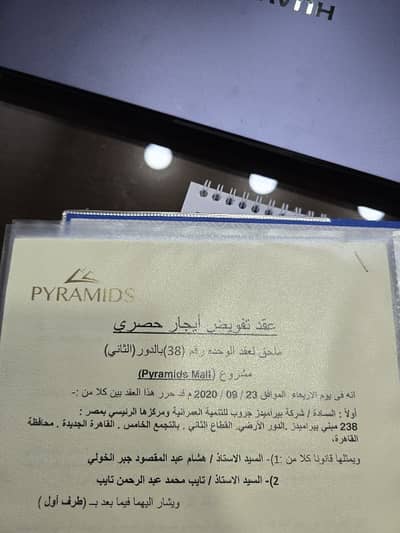 HUAW
PYRAMIDS
عقد تفويض أيجار حصري
ملحق لعقد الوحده رقم (38)بالدور(الثاني)
مشروع (Pyramids Mall)
انه في يوم الاربعاء الموافق 23 / 09 / 2020 م قد حرر هذا العقد بين كلا من :-
أولاً : السادة / شركة بيراميدز جروب للتنمية العمرانية ومركزها الرئيسي بمصر :
238 مبني بيراميدز .الدور الأرضي. القطاع الثاني . بالتجمع الخامس . القاهرة الجديدة . محافظة
القاهرة.
ويمثلها قانونا كلا من :1)- السيد الاستاذ / هشام عبد المقصود جبر الخولي
2)- السيد الاستاذ / نايب محمد عبد الرحمن نايب
ويشار اليهما فيما بعد بــ (طرف أول )